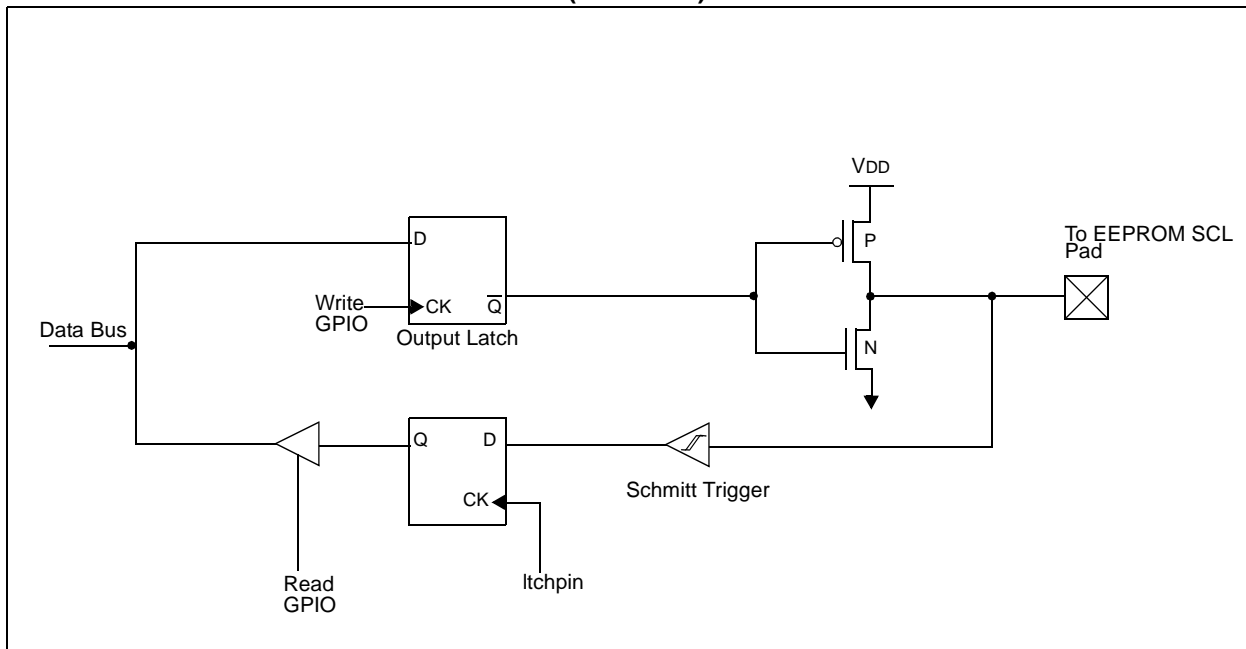 VDD
P
To EEPROM SCL
Pad
D
Write
GPIO
CK
Q
Output Latch
Data Bus
N
Q
D
CK
Schmitt Trigger
Read
GPIO
ltchpin